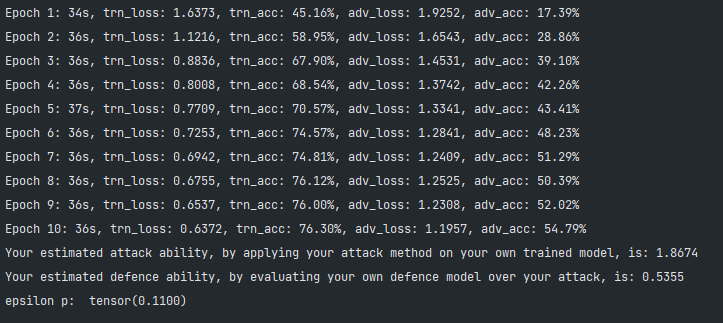 Epoch 1: 34s, trn_loss: 1.6373, trn_acc: 45.16%, adv_loss: 1.9252, adv_acc: 17.39%
Epoch 2: 36s, trn_loss: 1.1216, trn_acc: 58.95%, adv_loss: 1.6543, adv_acc: 28.86%
Epoch 3: 36s, trn_loss: 0.8836, trn_acc: 67.90%, adv_loss: 1.4531, adv_acc: 39.10%
Epoch 4: 36s, trn_loss: 0.8008, trn_acc: 68.54%, adv_loss: 1.3742, adv_acc: 42.26%
Epoch 5: 37s, trn_loss: 0.7709, trn_acc: 70.57%, adv_loss: 1.3341, adv_acc: 43.41%
Epoch 6: 36s, trn_loss: 0.7253, trn_acc: 74.57%, adv_loss: 1.2841, adv_acc: 48.23%
Epoch 7: 36s, trn_loss: 0.6942, trn_acc: 74.81%, adv_loss: 1.2409, adv_acc: 51.29%
Epoch 8: 36s, trn_loss: 0.6755, trn_acc: 76.12%, adv_loss: 1.2525, adv_acc: 50.39%
Epoch 9: 36s, trn_loss: 0.6537, trn_acc: 76.00%, adv_loss: 1.2308, adv_acc: 52.02%
Epoch 10: 36s, trn_loss: 0.6372, trn_acc: 76.30%, adv_loss: 1.1957, adv_acc: 54.79%
Your estimated attack ability, by applying your attack method on your own trained model, is: 1.8674
Your estimated defence ability, by evaluating your own defence model over your attack, is: 0.5355
epsilon p:  tensor(0.1100)